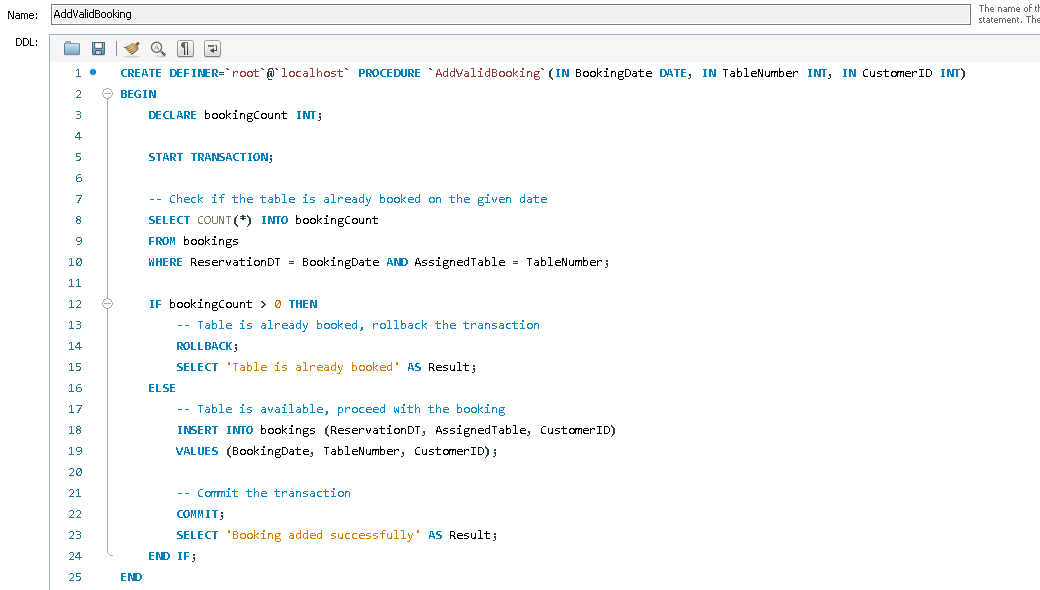 Name: AddValidBooking
The name of th
statement. The
DDL:
1 CREATE DEFINER=`root`@`localhost` PROCEDURE `AddValidBooking`(IN BookingDate DATE, IN TableNumber INT, IN CustomerID INT)
2 BEGIN
3 DECLARE bookingCount INT;
4
5 START TRANSACTION;
6
7 -- Check if the table is already booked on the given date
8 SELECT COUNT(*) INTO bookingCount
9 FROM bookings
10 WHERE ReservationDT = BookingDate AND AssignedTable = TableNumber;
11
12 IF bookingCount > 0 THEN
13 -- Table is already booked, rollback the transaction
14 ROLLBACK;
15 SELECT 'Table is already booked' AS Result;
16 ELSE
17 -- Table is available, proceed with the booking
18 INSERT INTO bookings (ReservationDT, AssignedTable, CustomerID)
19 VALUES (BookingDate, TableNumber, CustomerID);
20
21 -- Commit the transaction
22 COMMIT;
23 SELECT 'Booking added successfully' AS Result;
24 END IF;
25 END